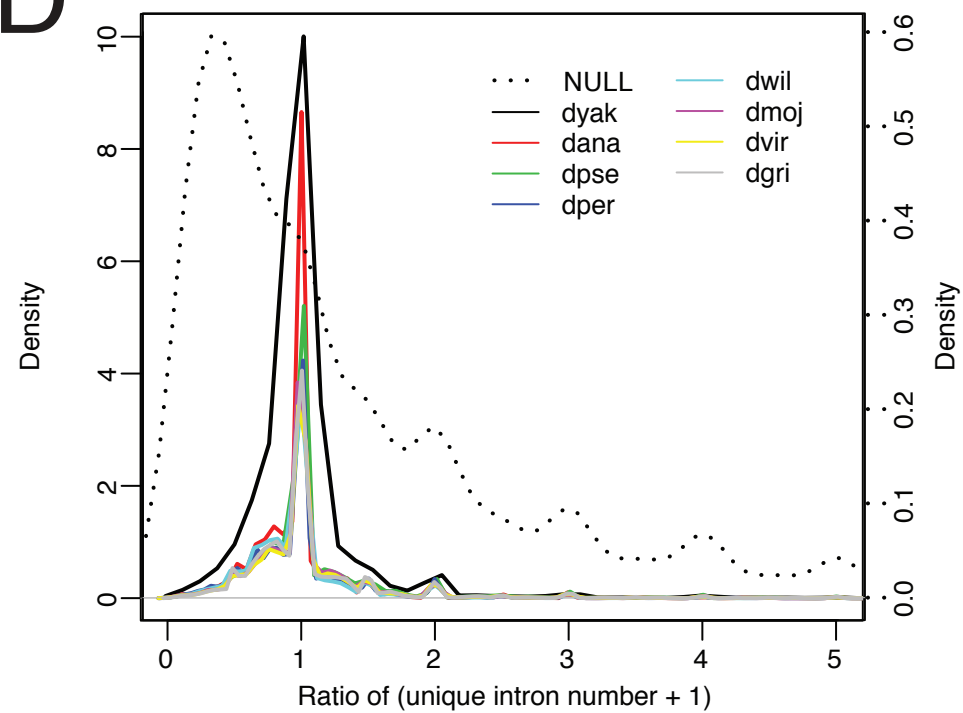 D
NULL
dyak
dana
dpse
dper
dwil
dmoj
dvir
dgri
Density
0
2
4
6
8
10
Density
0.0
0.1
0.2
0.3
0.4
0.5
0.6
0 1 2 3 4 5
Ratio of (unique intron number + 1)